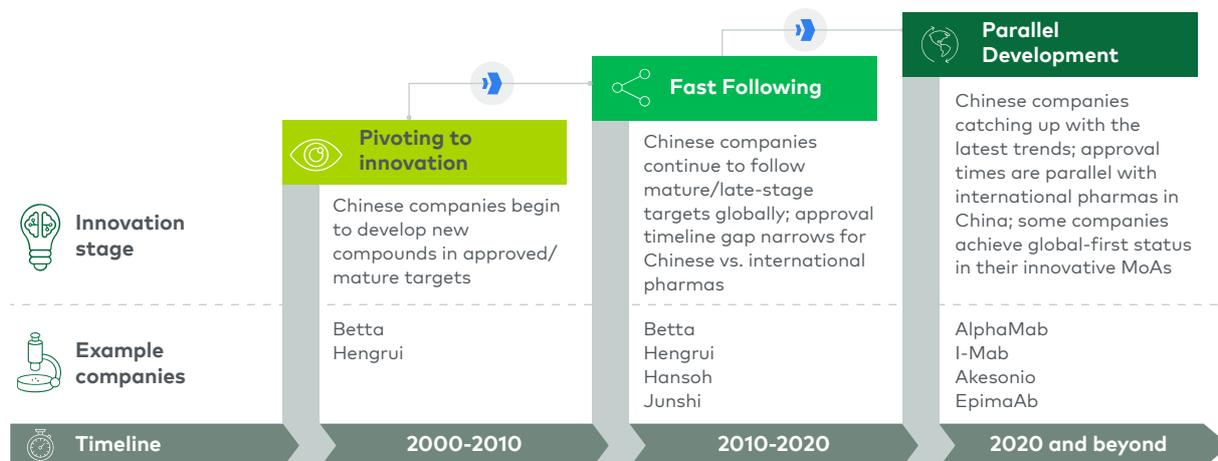 Parallel
Development
Fast Following
Pivoting to
innovation
Innovation
stage
Chinese companies begin
to develop new
compounds in approved/
mature targets
Chinese companies
continue to follow
mature/late-stage
targets globally; approval
timeline gap narrows for
Chinese vs. international
pharmas
Chinese companies
catching up with the
latest trends; approval
times are parallel with
international pharmas in
China; some companies
achieve global-first status
in their innovative MoAs
Example
companies
Betta
Hengrui
Betta
Hengrui
Hansoh
Junshi
AlphaMab
I-Mab
Akesonio
EpimaAb
Timeline
2000-2010
2010-2020
2020 and beyond